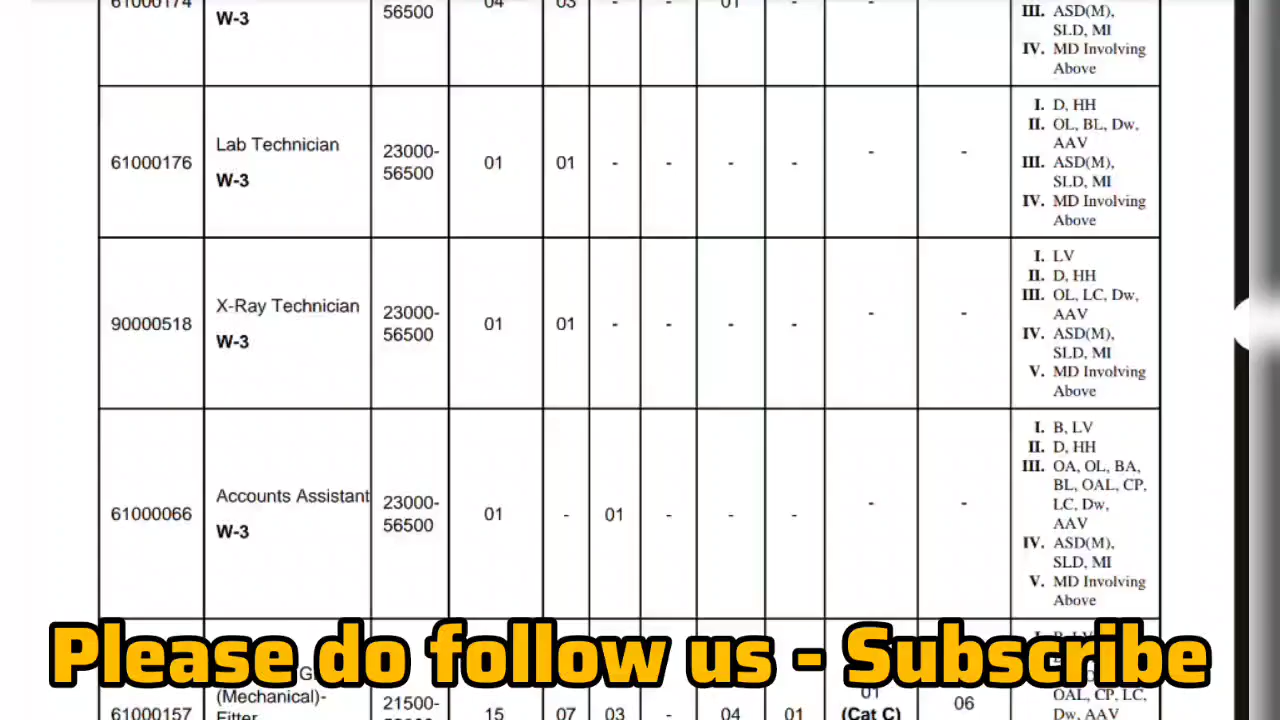 61000174 W-3 56500 04 03 - - 01 - - - III. ASD(M),
SLD, MI
IV. MD Involving
Above
61000176 Lab Technician 23000- 01 01 - - - - - - I. D, HH
W-3 56500 II. OL, BL, Dw,
AAV
III. ASD(M),
SLD, MI
IV. MD Involving
Above
90000518 X-Ray Technician 23000- 01 01 - - - - - - I. LV
W-3 56500 II. D, HH
III. OL, LC, Dw,
AAV
IV. ASD(M),
SLD, MI
V. MD Involving
Above
61000066 Accounts Assistant 23000- 01 - 01 - - - - - I. B, LV
W-3 56500 II. D, HH
III. OA, OL, BA,
BL, OAL, CP,
LC, Dw,
AAV
IV. ASD(M),
SLD, MI
V. MD Involving
Above
Please do follow us - Subscribe
61000157 (Mechanical)- 21500- 15 07 03 - 04 01 01 06 OAL, CP, LC,
Fitter (Cat C) Dw, AAV